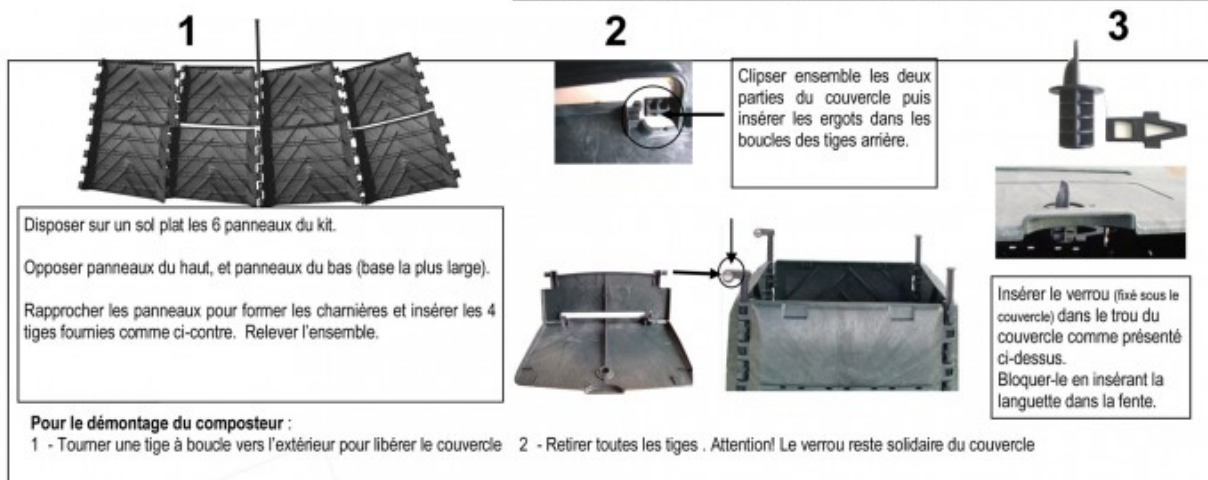 1
2
3
Clipser ensemble les deux
parties du couvercle puis
insérer les ergots dans les
boucles des tiges arrière.
Disposer sur un sol plat les 6 panneaux du kit.
Opposer panneaux du haut, et panneaux du bas (base la plus large).
Rapprocher les panneaux pour former les charnières et insérer les 4
tiges fournies comme ci-contre. Relever l'ensemble.
Insérer le verrou (fixé sous le
couvercle) dans le trou du
couvercle comme présenté
ci-dessus.
Bloquer-le en insérant la
languette dans la fente.
Pour le démontage du composteur :
1 - Tourner une tige à boucle vers l'extérieur pour libérer le couvercle 2 - Retirer toutes les tiges . Attention! Le verrou reste solidaire du couvercle